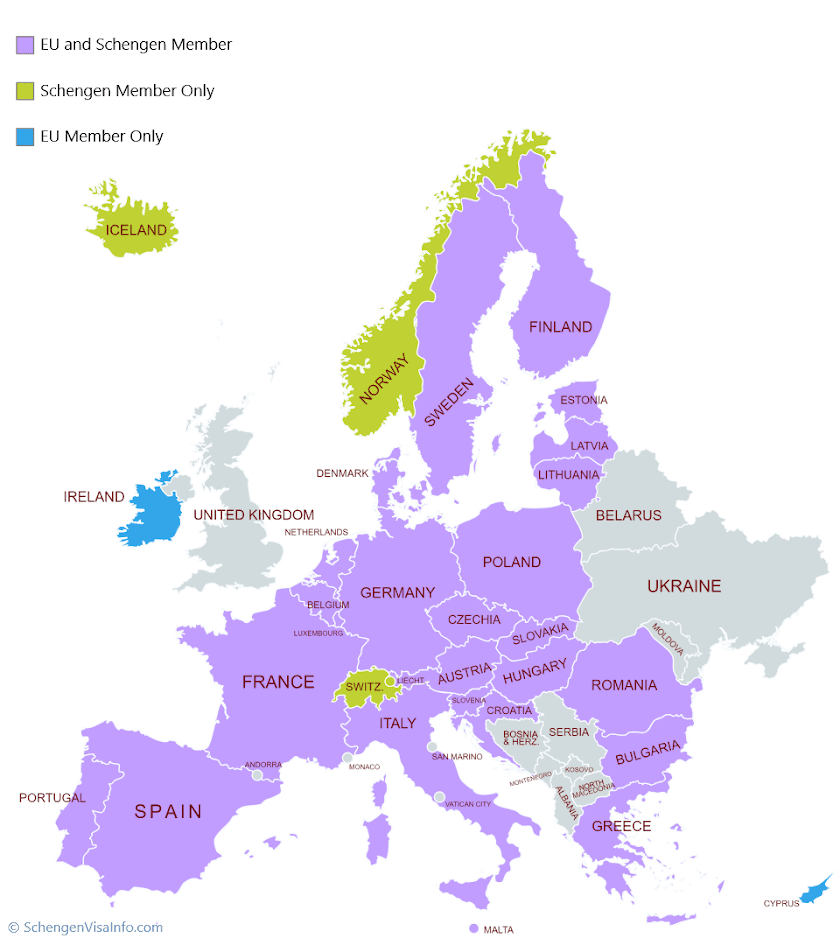 EU and Schengen Member
Schengen Member Only
EU Member Only
ICELAND
FINLAND
NORWAY
SWEDEN
ESTONIA
LATVIA
DENMARK
LITHUANIA
IRELAND
UNITED KINGDOM
BELARUS
NETHERLANDS
POLAND
GERMANY
UKRAINE
BELGIUM
CZECHIA
LUXEMBOURG
SLOVAKIA
MOLDOVA
FRANCE
SWITZ.
LIECHT
AUSTRIA
HUNGARY
ROMANIA
SLOVENIA
CROATIA
ITALY
BOSNIA
& HERZ.
SERBIA
BULGARIA
SAN MARINO
ANDORRA
MONACO
MONTENEGRO
KOSOVO
NORTH
MACEDONIA
ALBANIA
PORTUGAL
SPAIN
VATICAN CITY
GREECE
CYPRUS
MALTA
© SchengenVisaInfo.com